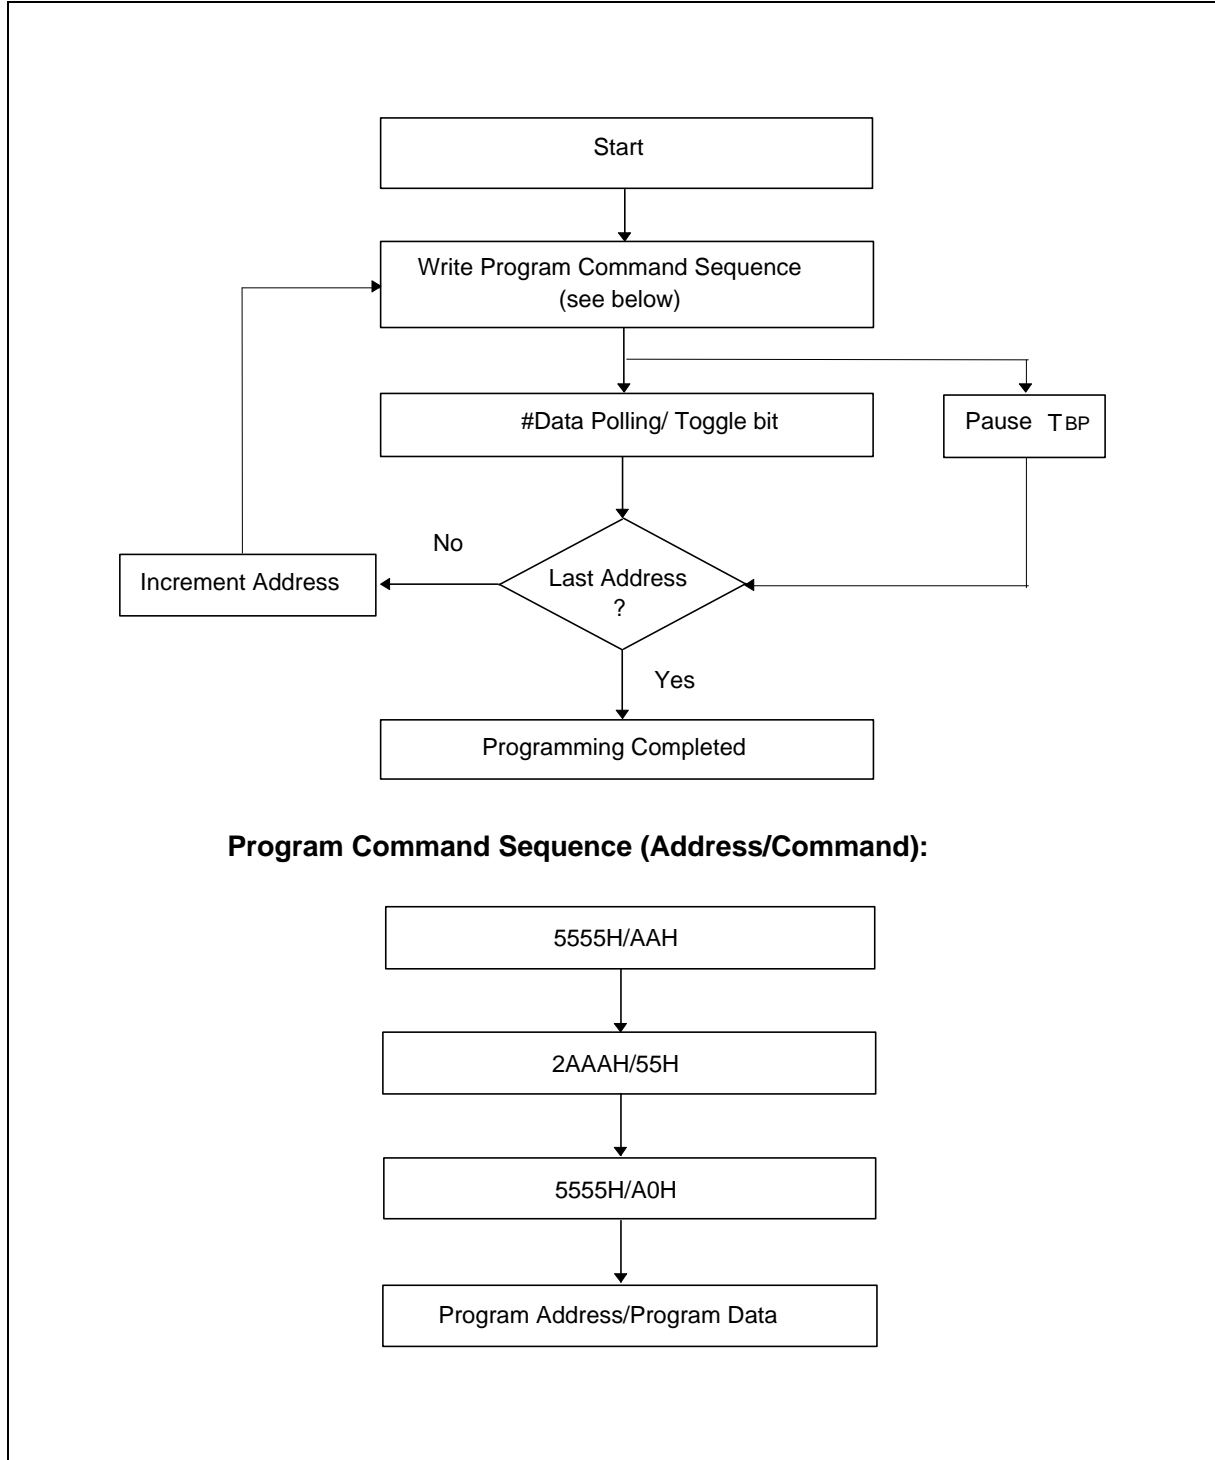 Start
Write Program Command Sequence
(see below)
#Data Polling/ Toggle bit
Pause TBP
No
Increment Address
Last Address
?
Yes
Programming Completed
Program Command Sequence (Address/Command):
5555H/AAH
2AAAH/55H
5555H/A0H
Program Address/Program Data